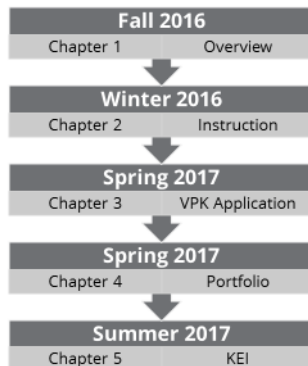 Fall 2016
Chapter 1 Overview
Winter 2016
Chapter 2 Instruction
Spring 2017
Chapter 3 VPK Application
Spring 2017
Chapter 4 Portfolio
Summer 2017
Chapter 5 KEI